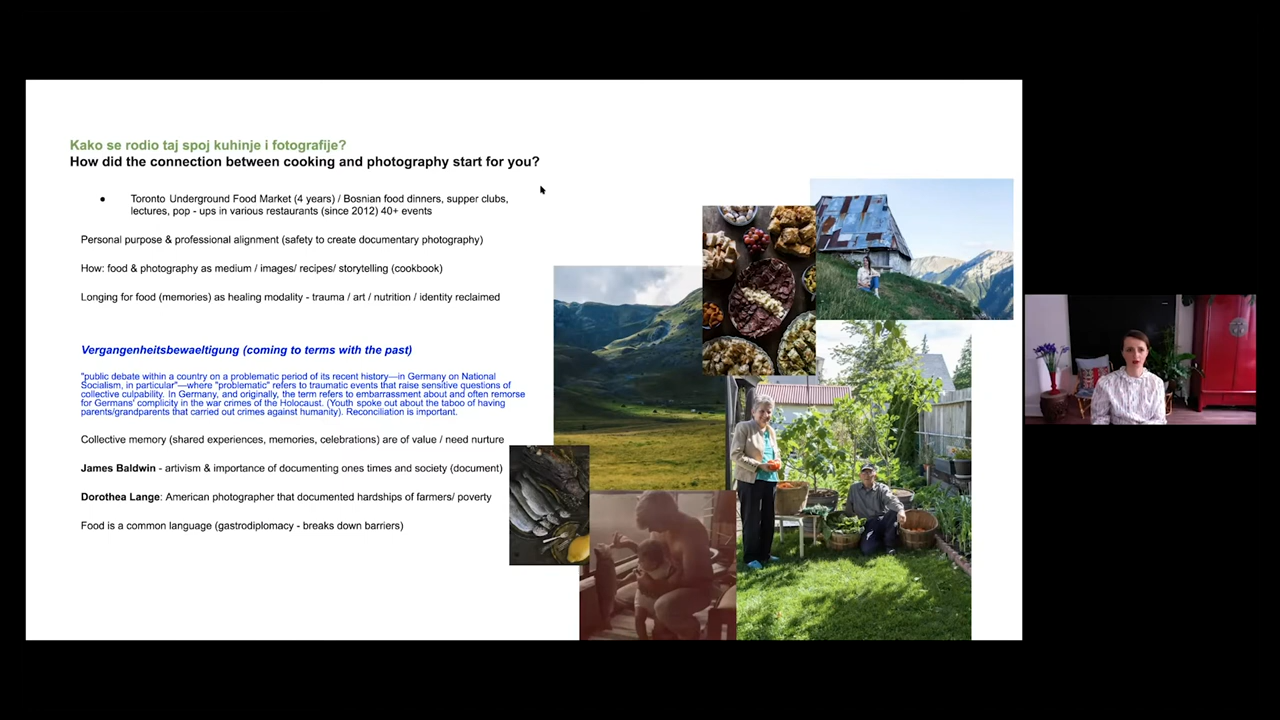 Kako se rodio taj spoj kuhinje i fotografije?
How did the connection between cooking and photography start for you?
● Toronto Underground Food Market (4 years) / Bosnian food dinners, supper clubs,
lectures, pop - ups in various restaurants (since 2012) 40+ events
Personal purpose & professional alignment (safety to create documentary photography)
How: food & photography as medium / images/ recipes/ storytelling (cookbook)
Longing for food (memories) as healing modality - trauma / art / nutrition / identity reclaimed
Vergangenheitsbewaeltigung (coming to terms with the past)
"public debate within a country on a problematic period of its recent history—in Germany on National
Socialism, in particular"—where "problematic" refers to traumatic events that raise sensitive questions of
collective culpability. In Germany, and originally, the term refers to embarrassment about and often remorse
for Germans' complicity in the war crimes of the Holocaust. (Youth spoke out about the taboo of having
parents/grandparents that carried out crimes against humanity). Reconciliation is important.
Collective memory (shared experiences, memories, celebrations) are of value / need nurture
James Baldwin - artivism & importance of documenting ones times and society (document)
Dorothea Lange: American photographer that documented hardships of farmers/ poverty
Food is a common language (gastrodiplomacy - breaks down barriers)